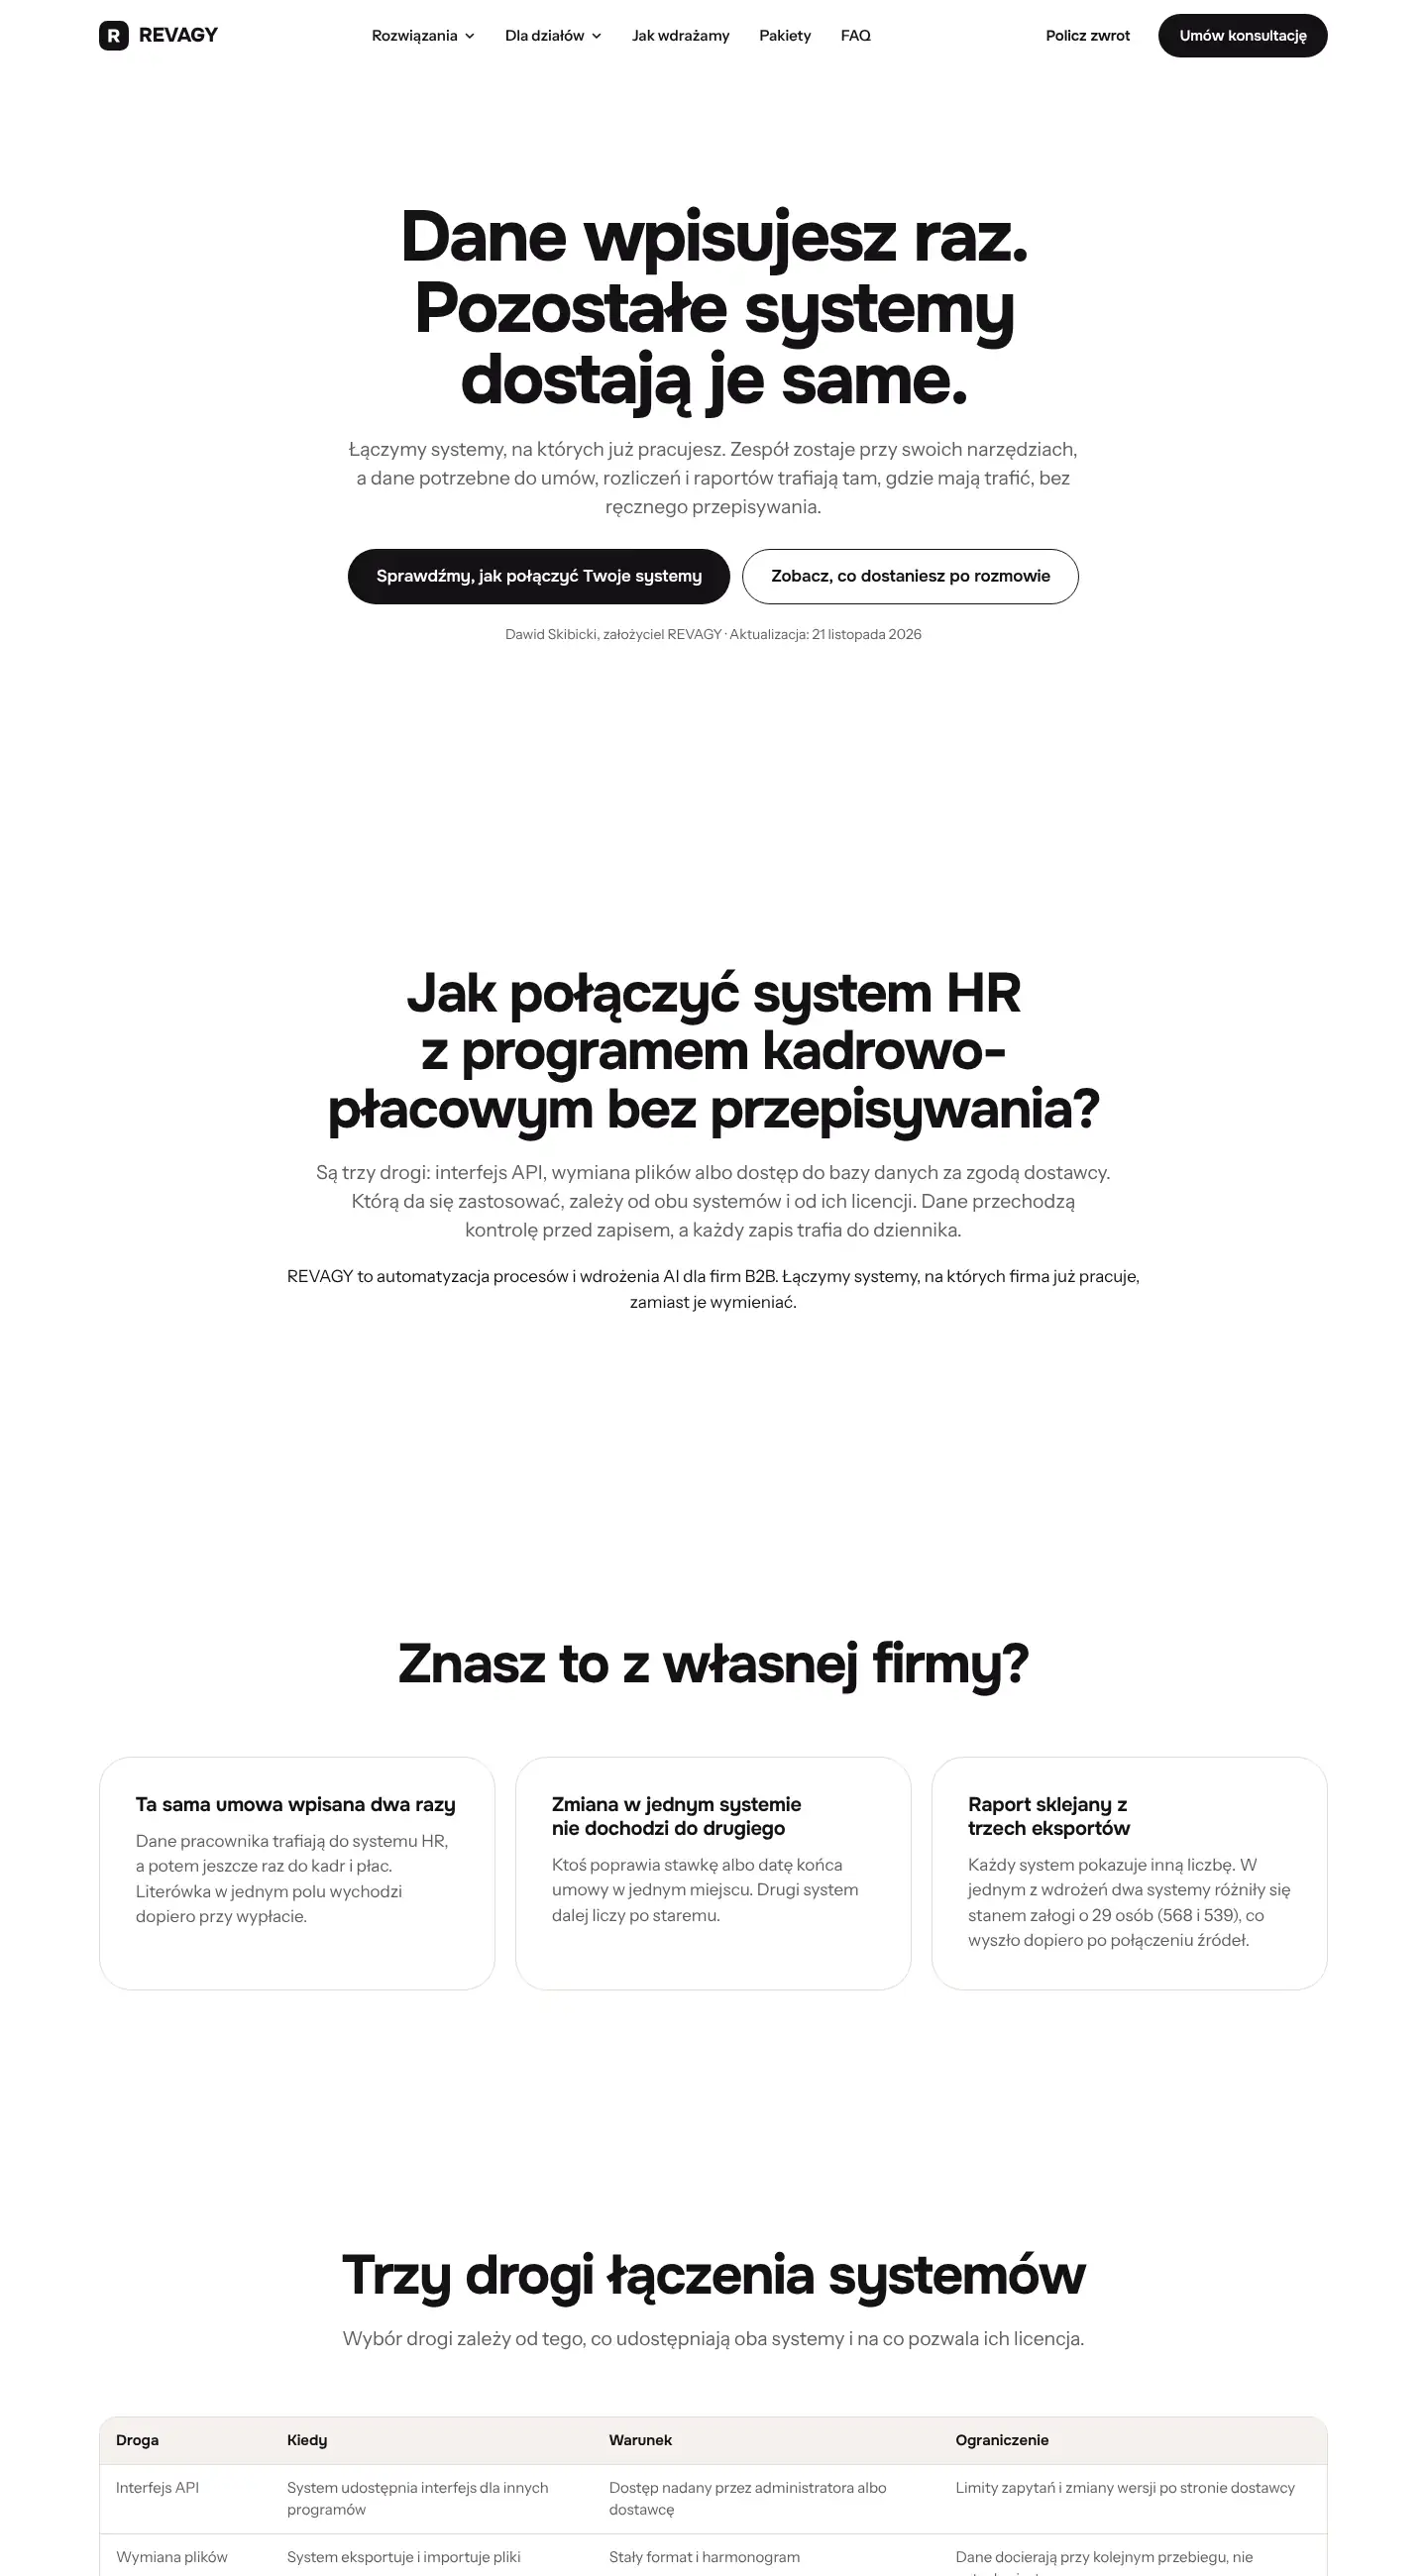 R REVAGY
Rozwiązania Dla działów Jak wdrażamy Pakiety FAQ Policz zwrot Umów konsultację
Dane wpisujesz raz.
Pozostałe systemy
dostają je same.
Łączymy systemy, na których już pracujesz. Zespół zostaje przy swoich narzędziach,
a dane potrzebne do umów, rozliczeń i raportów trafiają tam, gdzie mają trafić, bez
ręcznego przepisywania.
Sprawdźmy, jak połączyć Twoje systemy
Zobacz, co dostaniesz po rozmowie
Dawid Skibicki, założyciel REVAGY · Aktualizacja: 21 listopada 2026
Jak połączyć system HR
z programem kadrowo-
płacowym bez przepisywania?
Są trzy drogi: interfejs API, wymiana plików albo dostęp do bazy danych za zgodą dostawcy.
Którą da się zastosować, zależy od obu systemów i od ich licencji. Dane przechodzą
kontrolę przed zapisem, a każdy zapis trafia do dziennika.
REVAGY to automatyzacja procesów i wdrożenia AI dla firm B2B. Łączymy systemy, na których firma już pracuje,
zamiast je wymieniać.
Znasz to z własnej firmy?
Ta sama umowa wpisana dwa razy
Dane pracownika trafiają do systemu HR,
a potem jeszcze raz do kadr i płac.
Literówka w jednym polu wychodzi
dopiero przy wypłacie.
Zmiana w jednym systemie
nie dochodzi do drugiego
Ktoś poprawia stawkę albo datę końca
umowy w jednym miejscu. Drugi system
dalej liczy po staremu.
Raport sklejany z
trzech eksportów
Każdy system pokazuje inną liczbę. W
jednym z wdrożeń dwa systemy różniły się
stanem załogi o 29 osób (568 i 539), co
wyszło dopiero po połączeniu źródeł.
Trzy drogi łączenia systemów
Wybór drogi zależy od tego, co udostępniają oba systemy i na co pozwala ich licencja.
Droga Kiedy Warunek Ograniczenie
Interfejs API
System udostępnia interfejs dla innych
programów
Dostęp nadany przez administratora albo
dostawcę
Limity zapytań i zmiany wersji po stronie dostawcy
Wymiana plików
System eksportuje i importuje pliki
Stały format i harmonogram
Dane docierają przy kolejnym przebiegu, nie